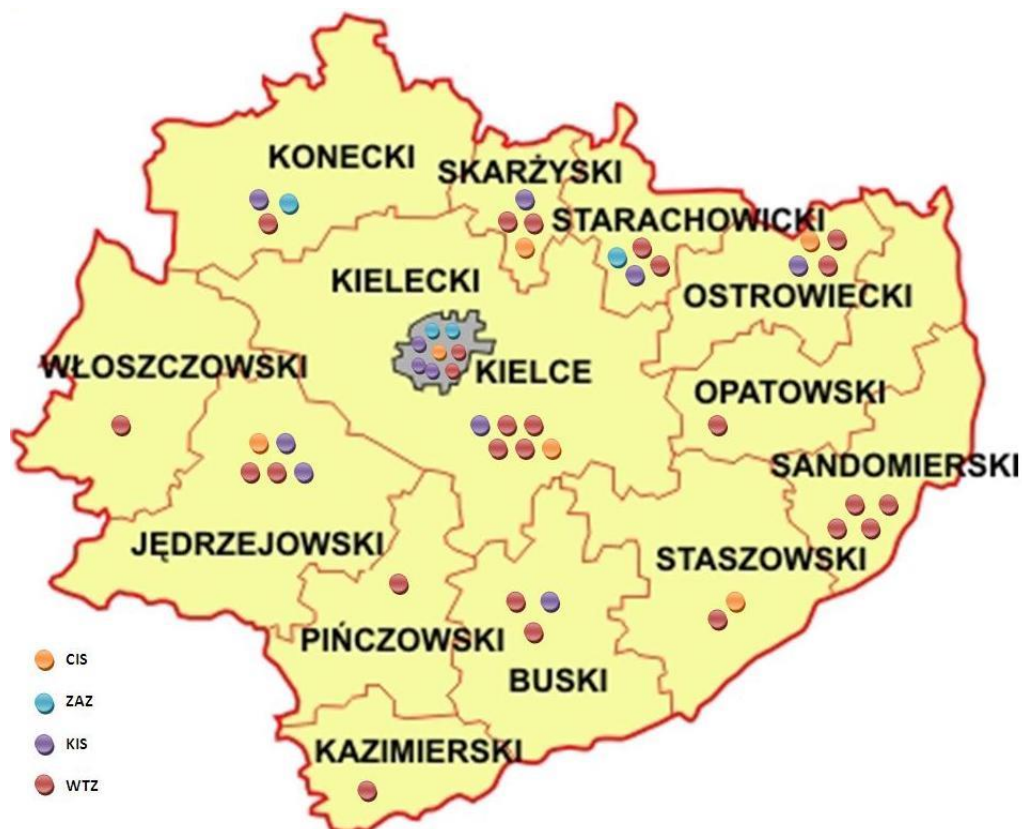 KONECKI
SKARŻYSKI
STARACHOWICKI
KIELECKI
OSTROWIECKI
WŁOSZCZOWSKI
KIELCE
OPATOWSKI
SANDOMIERSKI
JĘDRZEJOWSKI
STASZOWSKI
PIŃCZOWSKI
BUSKI
KAZIMIERSKI
CIS
ZAZ
KIS
WTZ